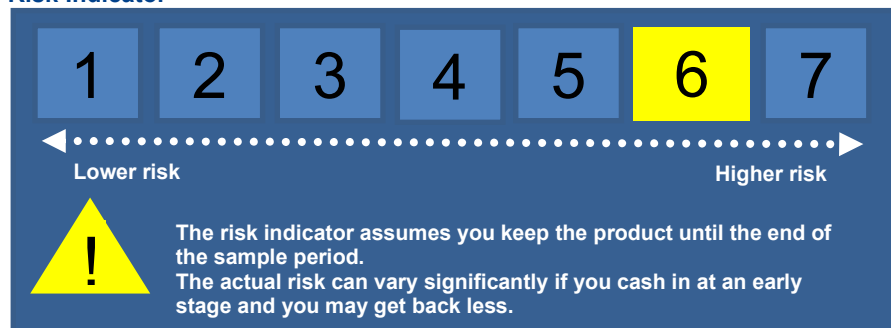 Risk Indicator
1 2 3 4 5 6 7
Lower risk Higher risk
!
The risk indicator assumes you keep the product until the end of
the sample period.
The actual risk can vary significantly if you cash in at an early
stage and you may get back less.